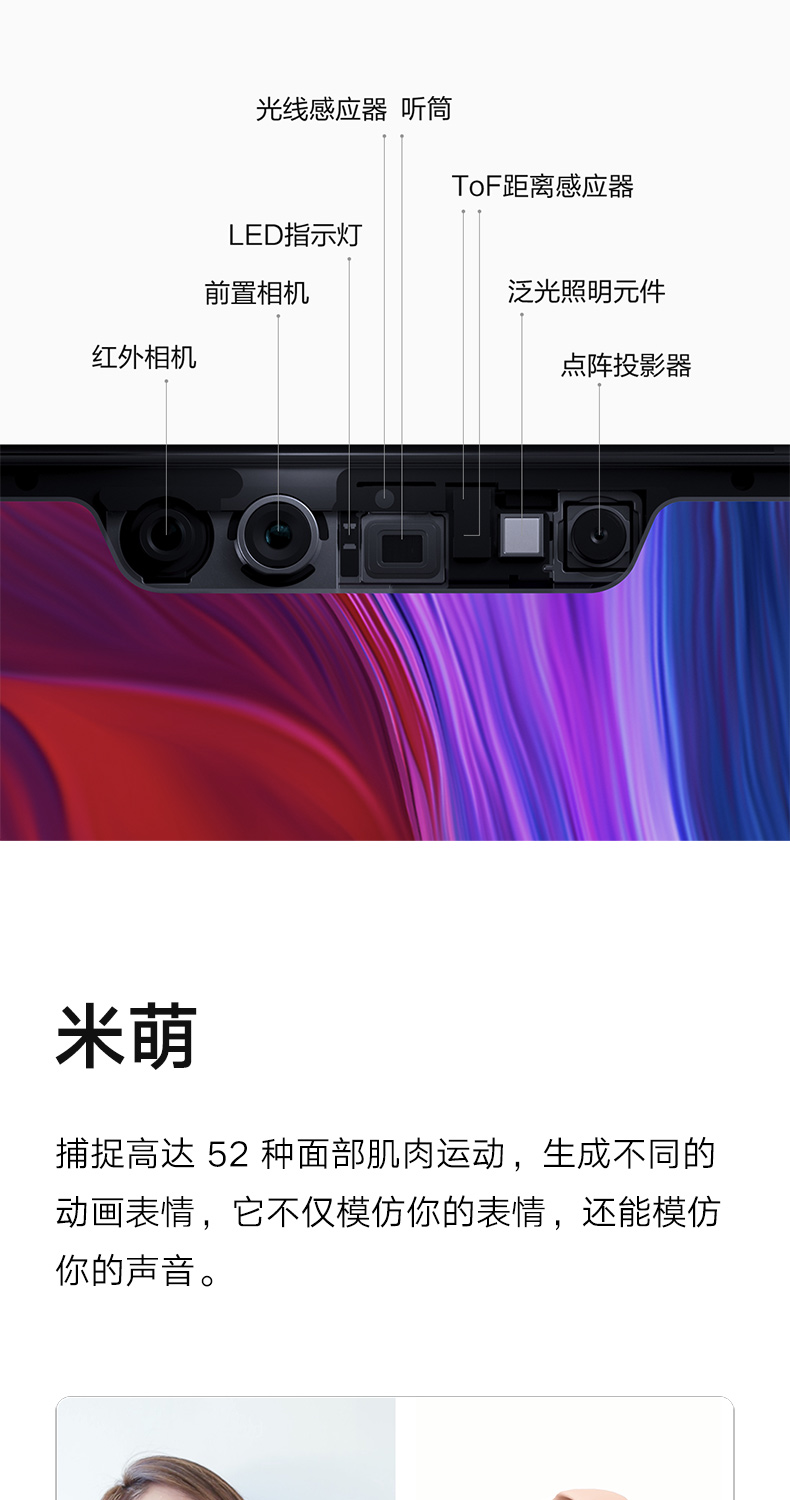 光线感应器 听筒
ToF距离感应器
LED指示灯
前置相机 泛光照明元件
红外相机 点阵投影器
米萌
捕捉高达 52 种面部肌肉运动，生成不同的
动画表情，它不仅模仿你的表情，还能模仿
你的声音。